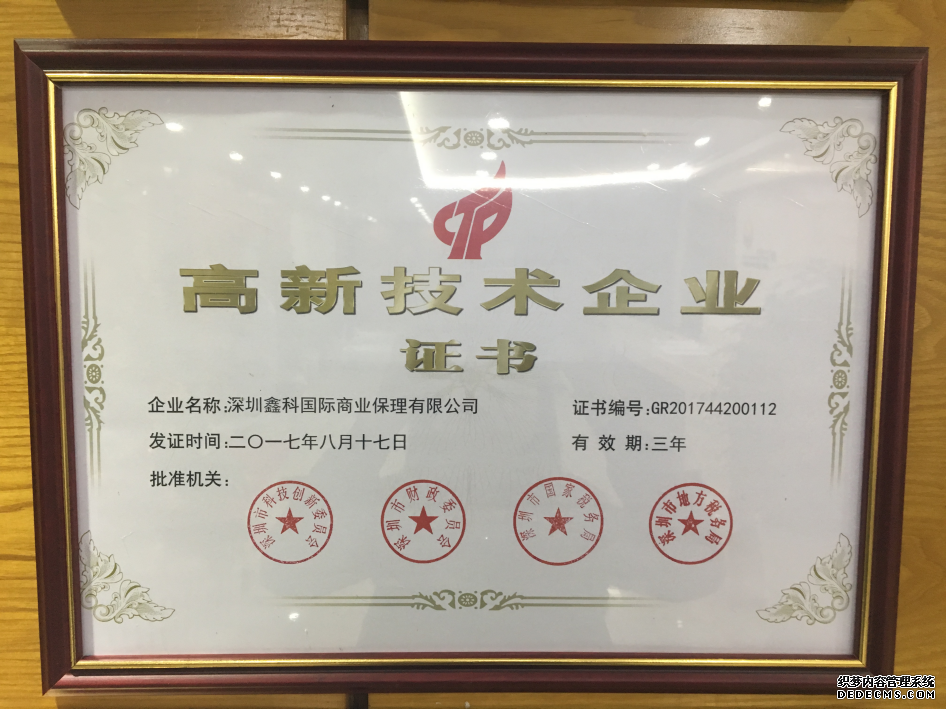 CTP
高新技术企业
证书
企业名称:深圳鑫科国际商业保理有限公司
证书编号:GR201744200112
发证时间:二〇一七年八月十七日
有 效 期:三年
批准机关:
深圳市科技创新委员会
深圳市财政委员会
深圳市国家税务局
深圳市地方税务局
织梦内容管理系统
DEDECMS.COM